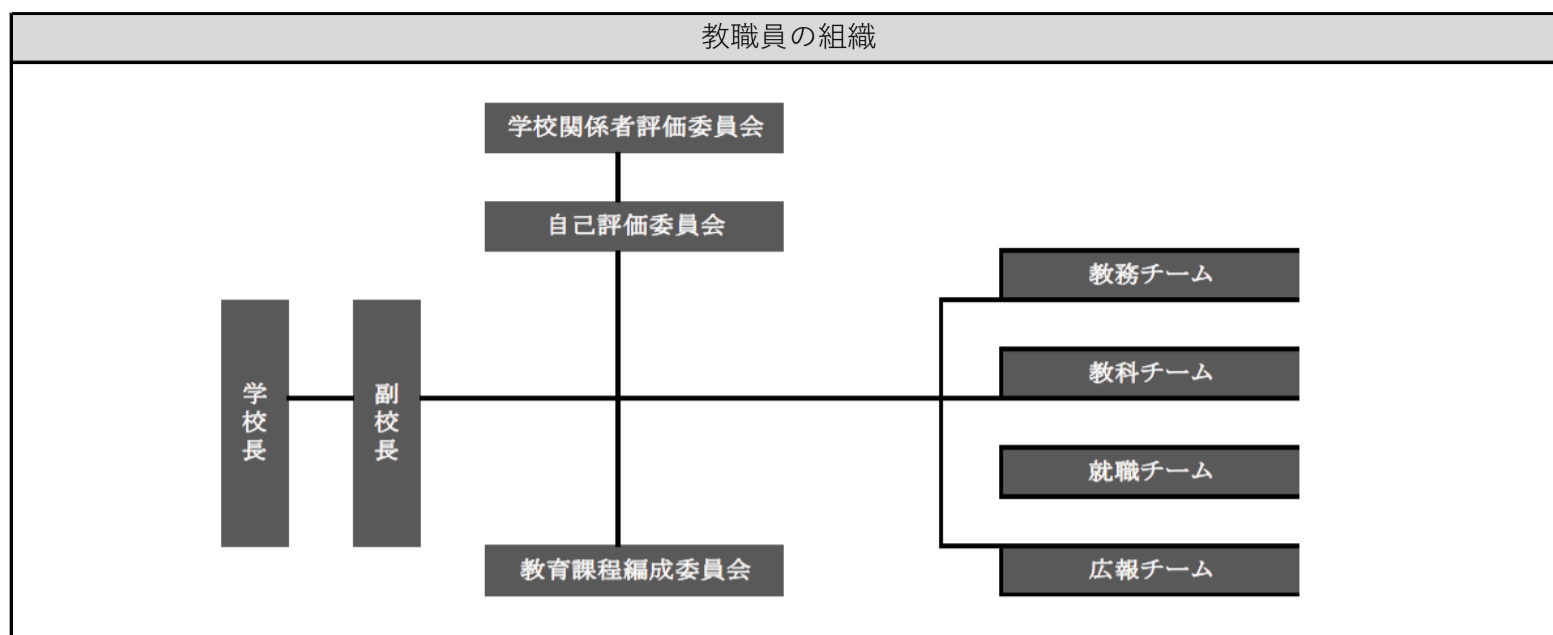 教職員の組織
学校関係者評価委員会
自己評価委員会
学校長
副校長
教育課程編成委員会
教務チーム
教科チーム
就職チーム
広報チーム